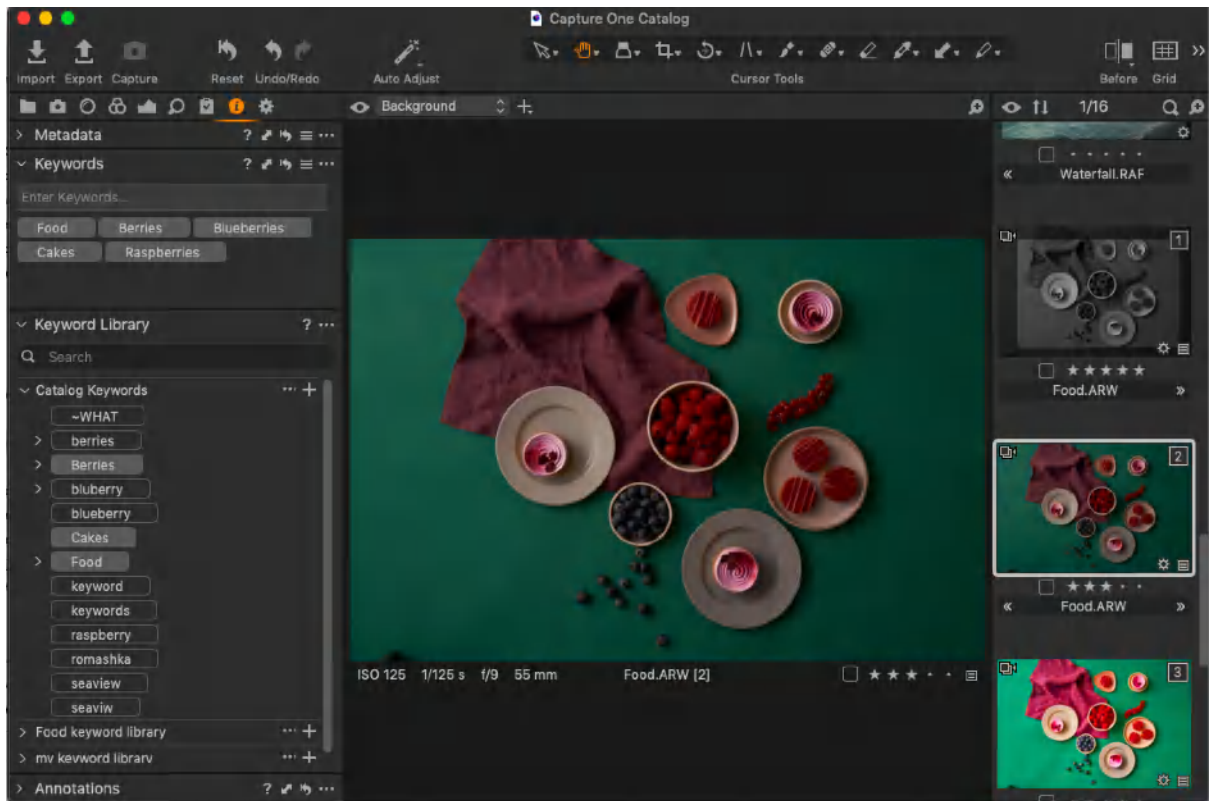 Capture One Catalog
Import Export Capture Reset Undo/Redo Auto Adjust Cursor Tools Before Grid
Background 1/16
Metadata ?
Keywords ?
Enter Keywords...
Food Berries Blueberries
Cakes Raspberries
Keyword Library ?
Search
Catalog Keywords
~WHAT
berries
Berries
bluberry
blueberry
Cakes
Food
keyword
keywords
raspberry
romashka
seaview
seaviw
Food keyword library
my keyword library
Annotations ?
ISO 125 1/125 s f/9 55 mm Food.ARW [2]
Waterfall.RAF
1
Food.ARW
2
Food.ARW
3